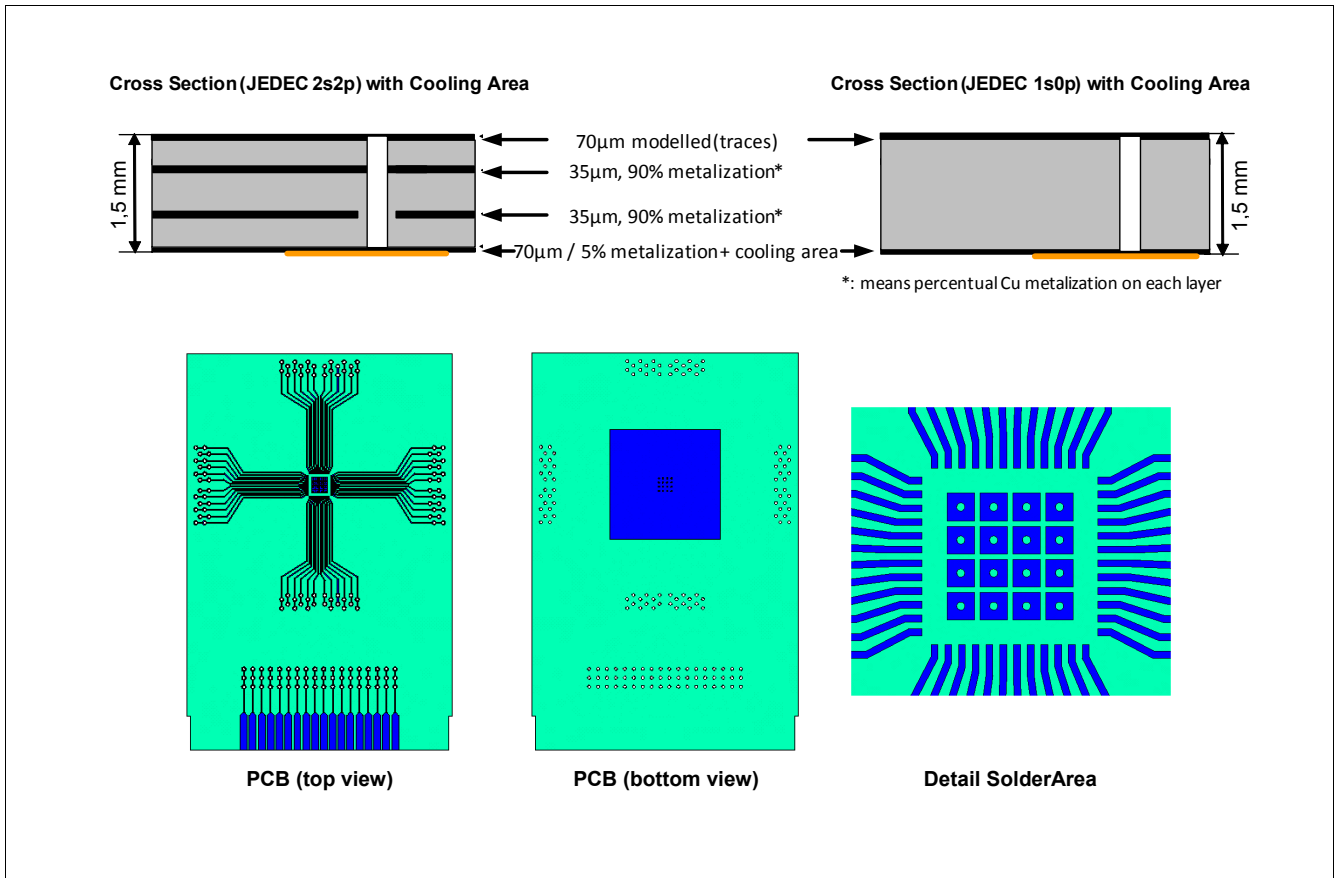 Cross Section (JEDEC 2s2p) with Cooling Area
Cross Section (JEDEC 1s0p) with Cooling Area
1,5 mm
70µm modelled (traces)
35µm, 90% metalization*
35µm, 90% metalization*
70µm / 5% metalization + cooling area
1,5 mm
*: means percentual Cu metalization on each layer
PCB (top view)
PCB (bottom view)
Detail SolderArea